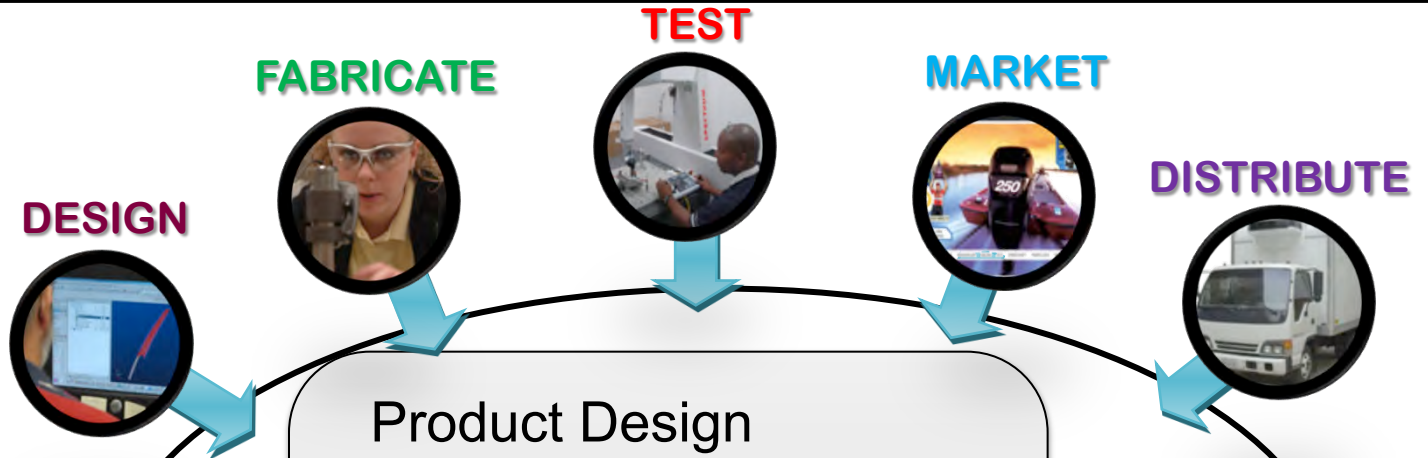 TEST
FABRICATE
MARKET
DISTRIBUTE
DESIGN
250
Product Design